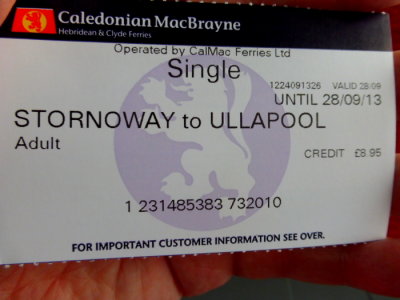 Caledonian MacBrayne
Hebridean & Clyde Ferries
Operated by CalMac Ferries Ltd
Single
1224091326 VALID 28/09
UNTIL 28/09/13
STORNOWAY to ULLAPOOL
Adult
CREDIT £8.95
1 231485383 732010
FOR IMPORTANT CUSTOMER INFORMATION SEE OVER.